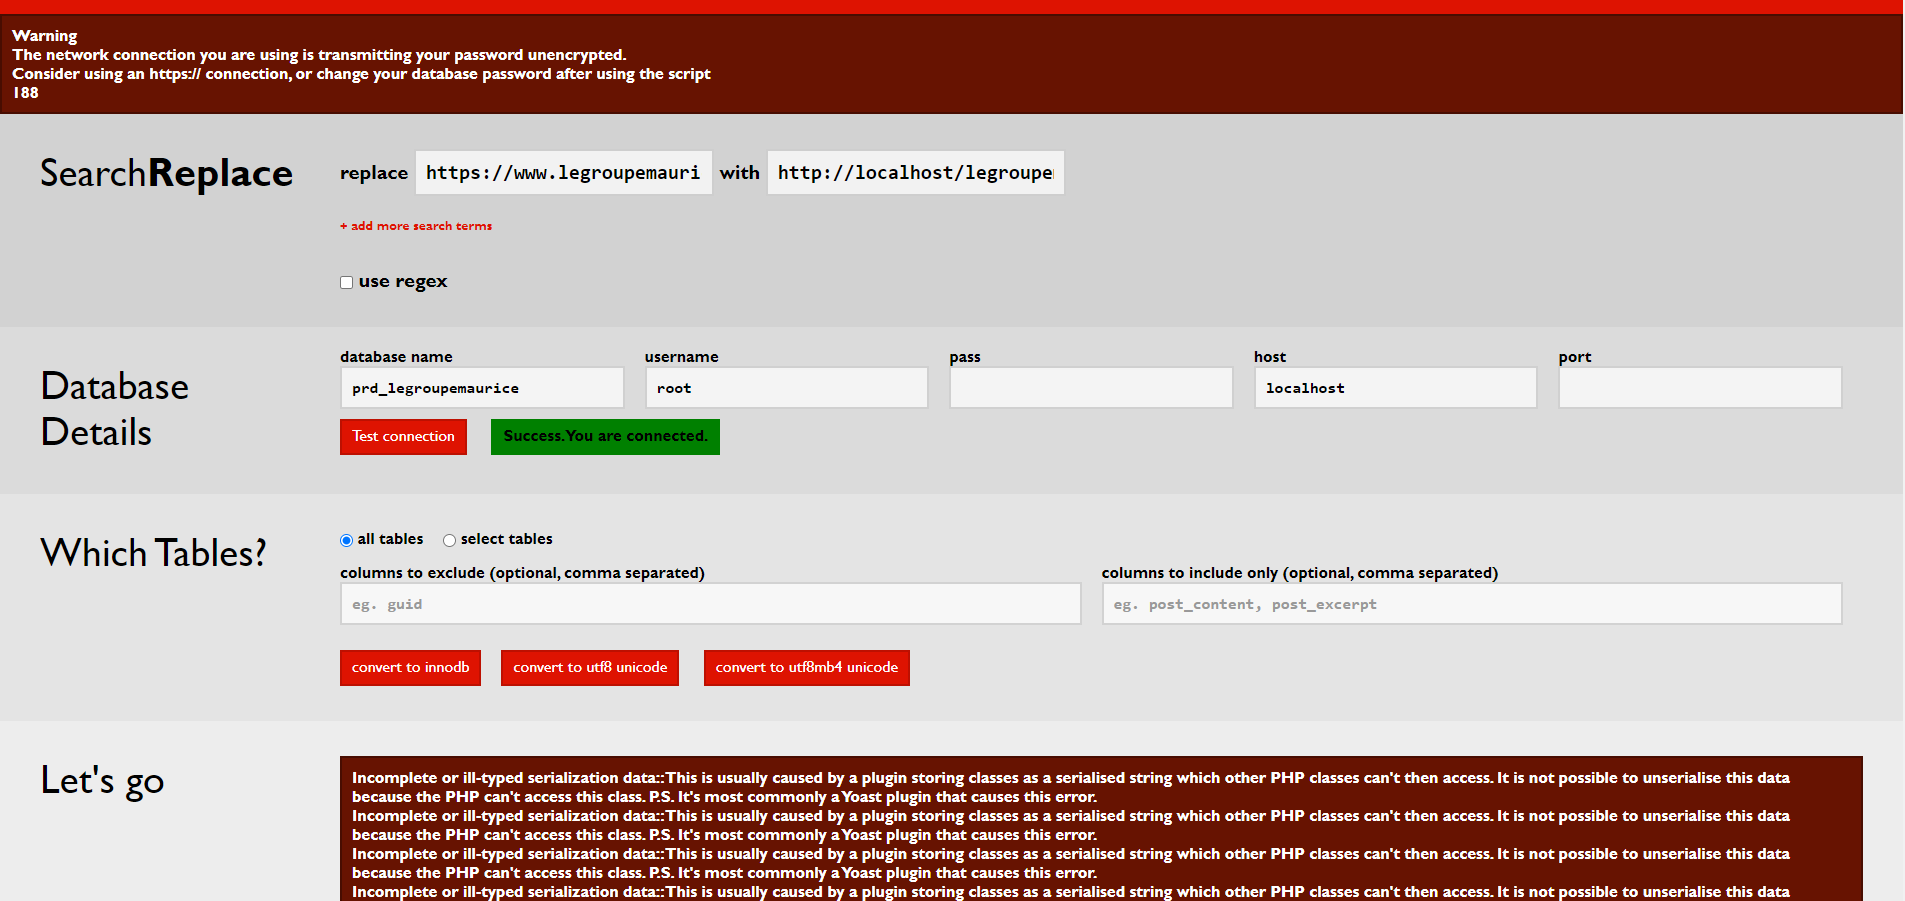 Warning
The network connection you are using is transmitting your password unencrypted.
Consider using an https:// connection, or change your database password after using the script
188
SearchReplace
replace https://www.legroupemauri with http://localhost/legroupe
+ add more search terms
use regex
Database
Details
database name username pass host port
prd_legroupemaurice root localhost
Test connection Success. You are connected.
Which Tables?
all tables select tables
columns to exclude (optional, comma separated) columns to include only (optional, comma separated)
eg. guid eg. post_content, post_excerpt
convert to innodb convert to utf8 unicode convert to utf8mb4 unicode
Let's go
Incomplete or ill-typed serialization data::This is usually caused by a plugin storing classes as a serialised string which other PHP classes can't then access. It is not possible to unserialise this data
because the PHP can't access this class. P.S. It's most commonly a Yoast plugin that causes this error.
Incomplete or ill-typed serialization data::This is usually caused by a plugin storing classes as a serialised string which other PHP classes can't then access. It is not possible to unserialise this data
because the PHP can't access this class. P.S. It's most commonly a Yoast plugin that causes this error.
Incomplete or ill-typed serialization data::This is usually caused by a plugin storing classes as a serialised string which other PHP classes can't then access. It is not possible to unserialise this data
because the PHP can't access this class. P.S. It's most commonly a Yoast plugin that causes this error.
Incomplete or ill-typed serialization data::This is usually caused by a plugin storing classes as a serialised string which other PHP classes can't then access. It is not possible to unserialise this data